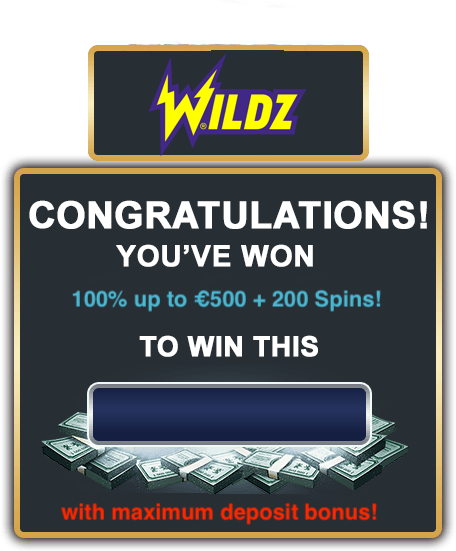 WILDZ
®
CONGRATULATIONS!
YOU'VE WON
100% up to €500 + 200 Spins!
TO WIN THIS
with maximum deposit bonus!